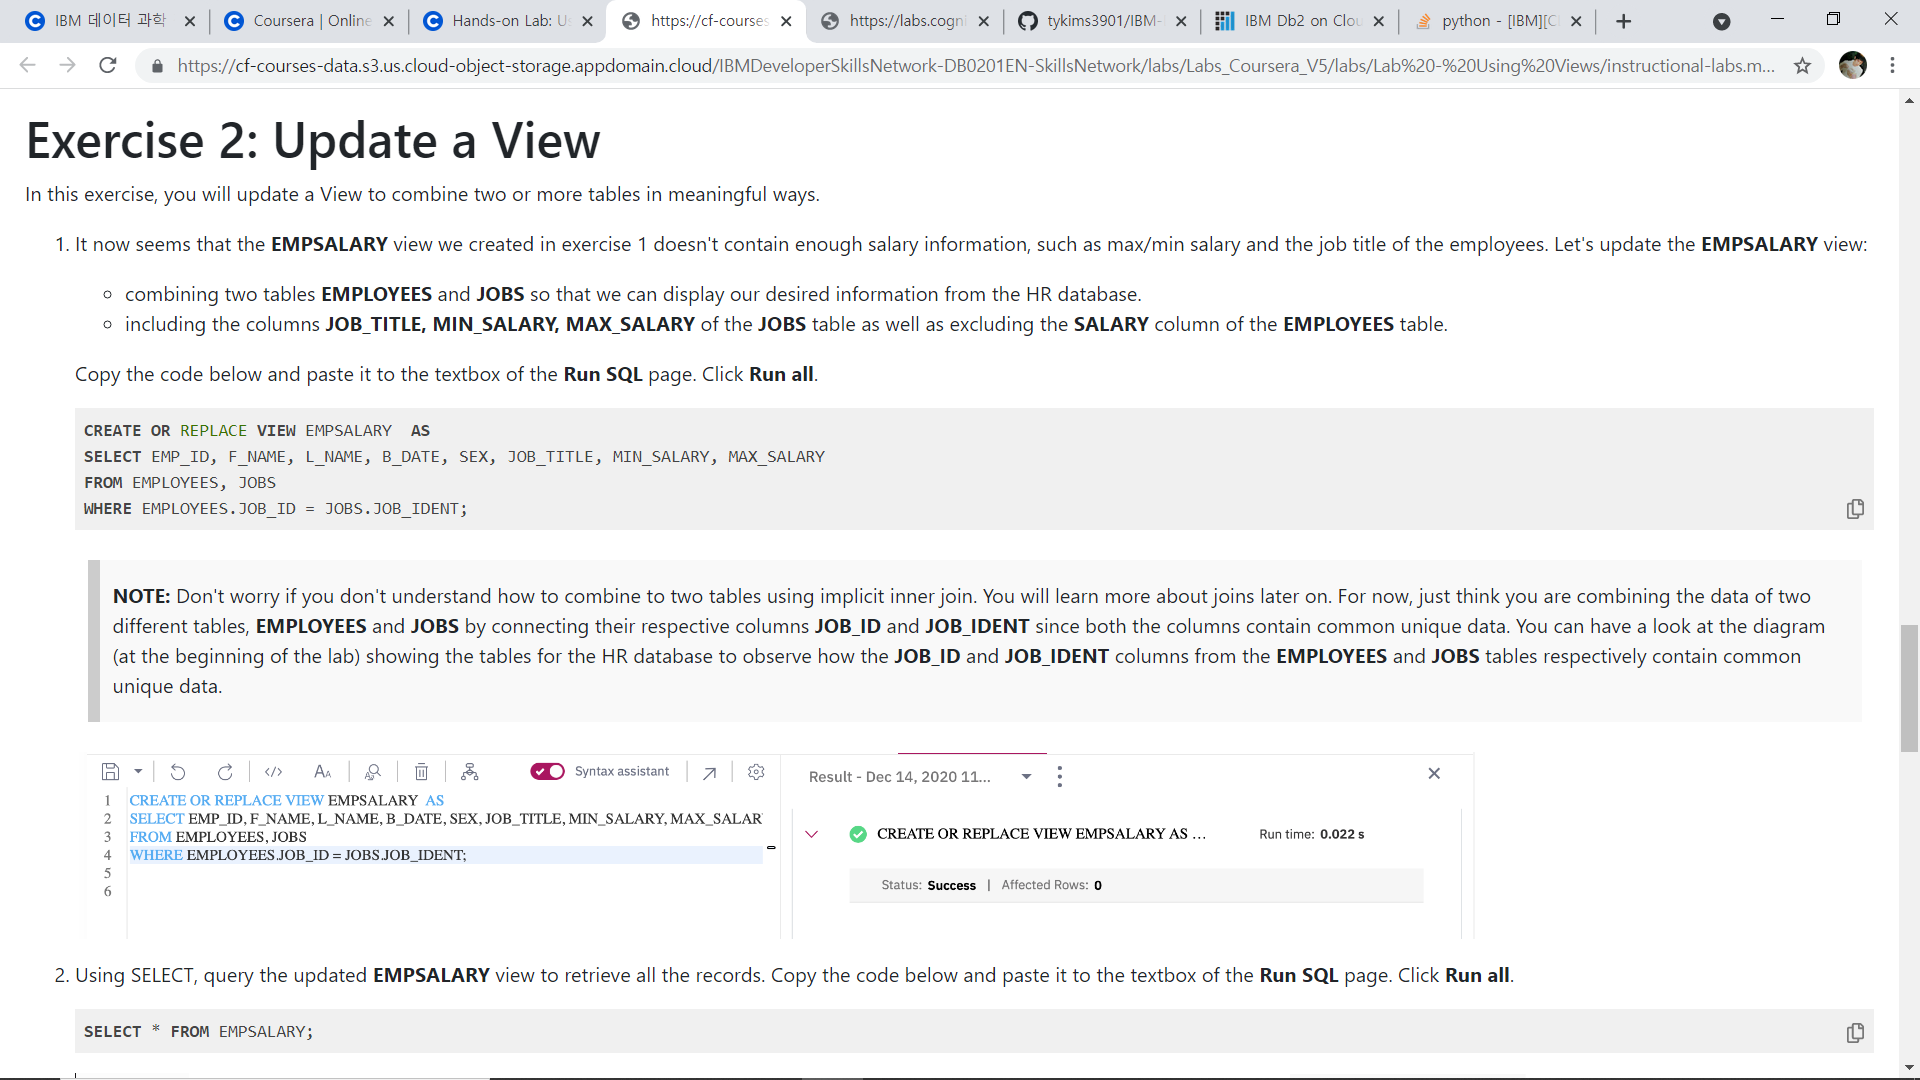 IBM 데이터 과학
Coursera | Online
Hands-on Lab: U
https://cf-courses
https://labs.cogn
tykims3901/IBM-
IBM Db2 on Clou
python - [IBM][C
https://cf-courses-data.s3.us.cloud-object-storage.appdomain.cloud/IBMDeveloperSkillsNetwork-DB0201EN-SkillsNetwork/labs/Labs_Coursera_V5/labs/Lab%20-%20Using%20Views/instructional-labs.m...
Exercise 2: Update a View
In this exercise, you will update a View to combine two or more tables in meaningful ways.
1. It now seems that the EMPSALARY view we created in exercise 1 doesn't contain enough salary information, such as max/min salary and the job title of the employees. Let's update the EMPSALARY view:
combining two tables EMPLOYEES and JOBS so that we can display our desired information from the HR database.
including the columns JOB_TITLE, MIN_SALARY, MAX_SALARY of the JOBS table as well as excluding the SALARY column of the EMPLOYEES table.
Copy the code below and paste it to the textbox of the Run SQL page. Click Run all.
CREATE OR REPLACE VIEW EMPSALARY  AS
SELECT EMP_ID, F_NAME, L_NAME, B_DATE, SEX, JOB_TITLE, MIN_SALARY, MAX_SALARY
FROM EMPLOYEES, JOBS
WHERE EMPLOYEES.JOB_ID = JOBS.JOB_IDENT;
NOTE: Don't worry if you don't understand how to combine to two tables using implicit inner join. You will learn more about joins later on. For now, just think you are combining the data of two
different tables, EMPLOYEES and JOBS by connecting their respective columns JOB_ID and JOB_IDENT since both the columns contain common unique data. You can have a look at the diagram
(at the beginning of the lab) showing the tables for the HR database to observe how the JOB_ID and JOB_IDENT columns from the EMPLOYEES and JOBS tables respectively contain common
unique data.
Syntax assistant
Result - Dec 14, 2020 11...
1 CREATE OR REPLACE VIEW EMPSALARY  AS
2 SELECT EMP_ID, F_NAME, L_NAME, B_DATE, SEX, JOB_TITLE, MIN_SALARY, MAX_SALAR
3 FROM EMPLOYEES, JOBS
4 WHERE EMPLOYEES.JOB_ID = JOBS.JOB_IDENT;
5
6
CREATE OR REPLACE VIEW EMPSALARY AS ...
Run time: 0.022 s
Status: Success | Affected Rows: 0
2. Using SELECT, query the updated EMPSALARY view to retrieve all the records. Copy the code below and paste it to the textbox of the Run SQL page. Click Run all.
SELECT * FROM EMPSALARY;